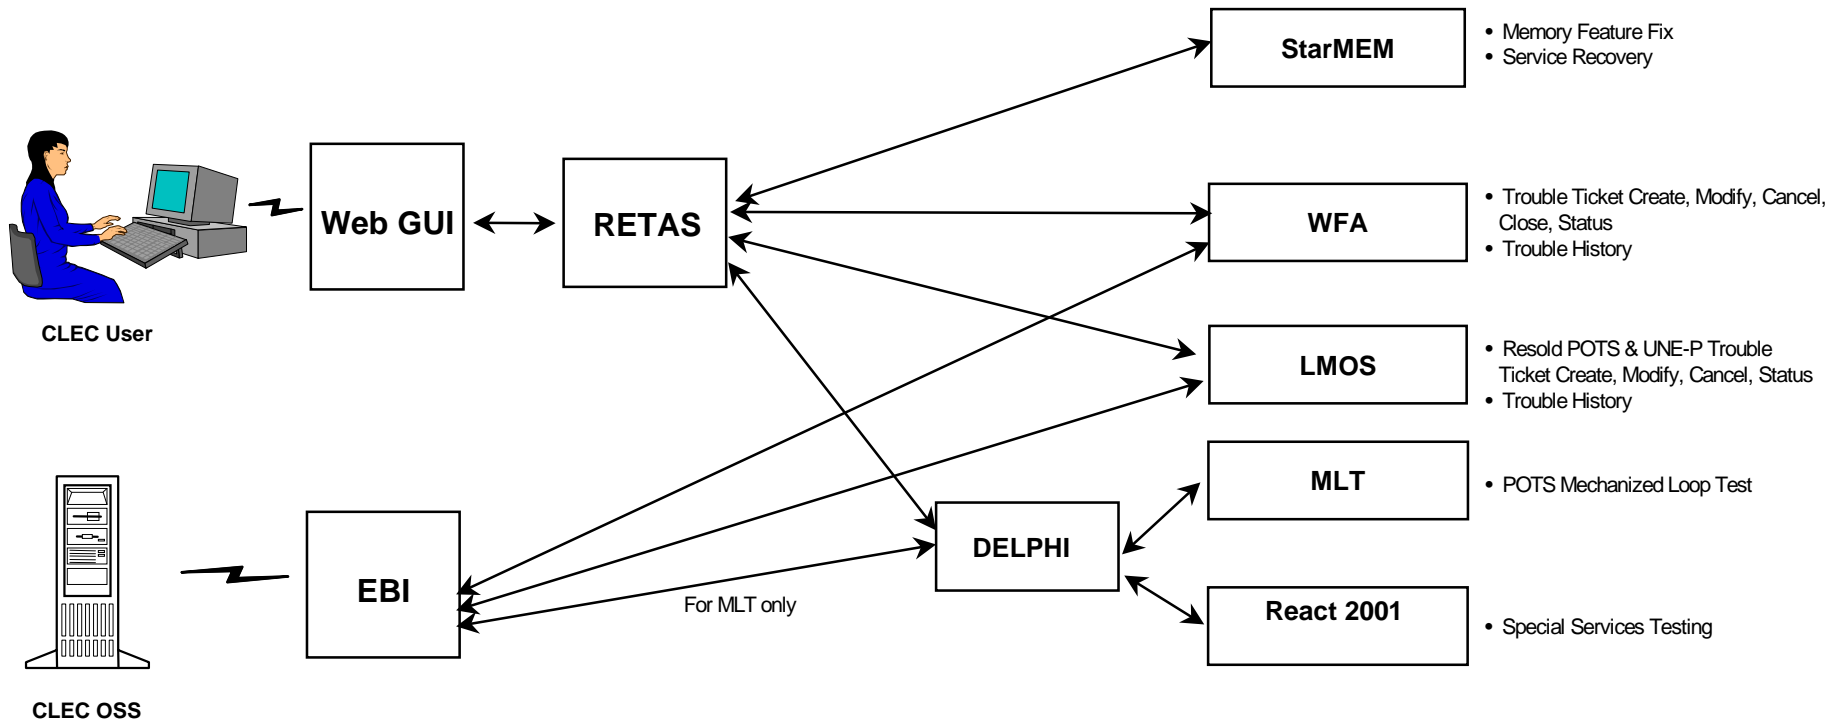 StarMEM
• Memory Feature Fix
• Service Recovery
Web GUI
RETAS
WFA
• Trouble Ticket Create, Modify, Cancel,
Close, Status
• Trouble History
CLEC User
LMOS
• Resold POTS & UNE-P Trouble
Ticket Create, Modify, Cancel, Status
• Trouble History
MLT
• POTS Mechanized Loop Test
DELPHI
EBI
For MLT only
React 2001
• Special Services Testing
CLEC OSS